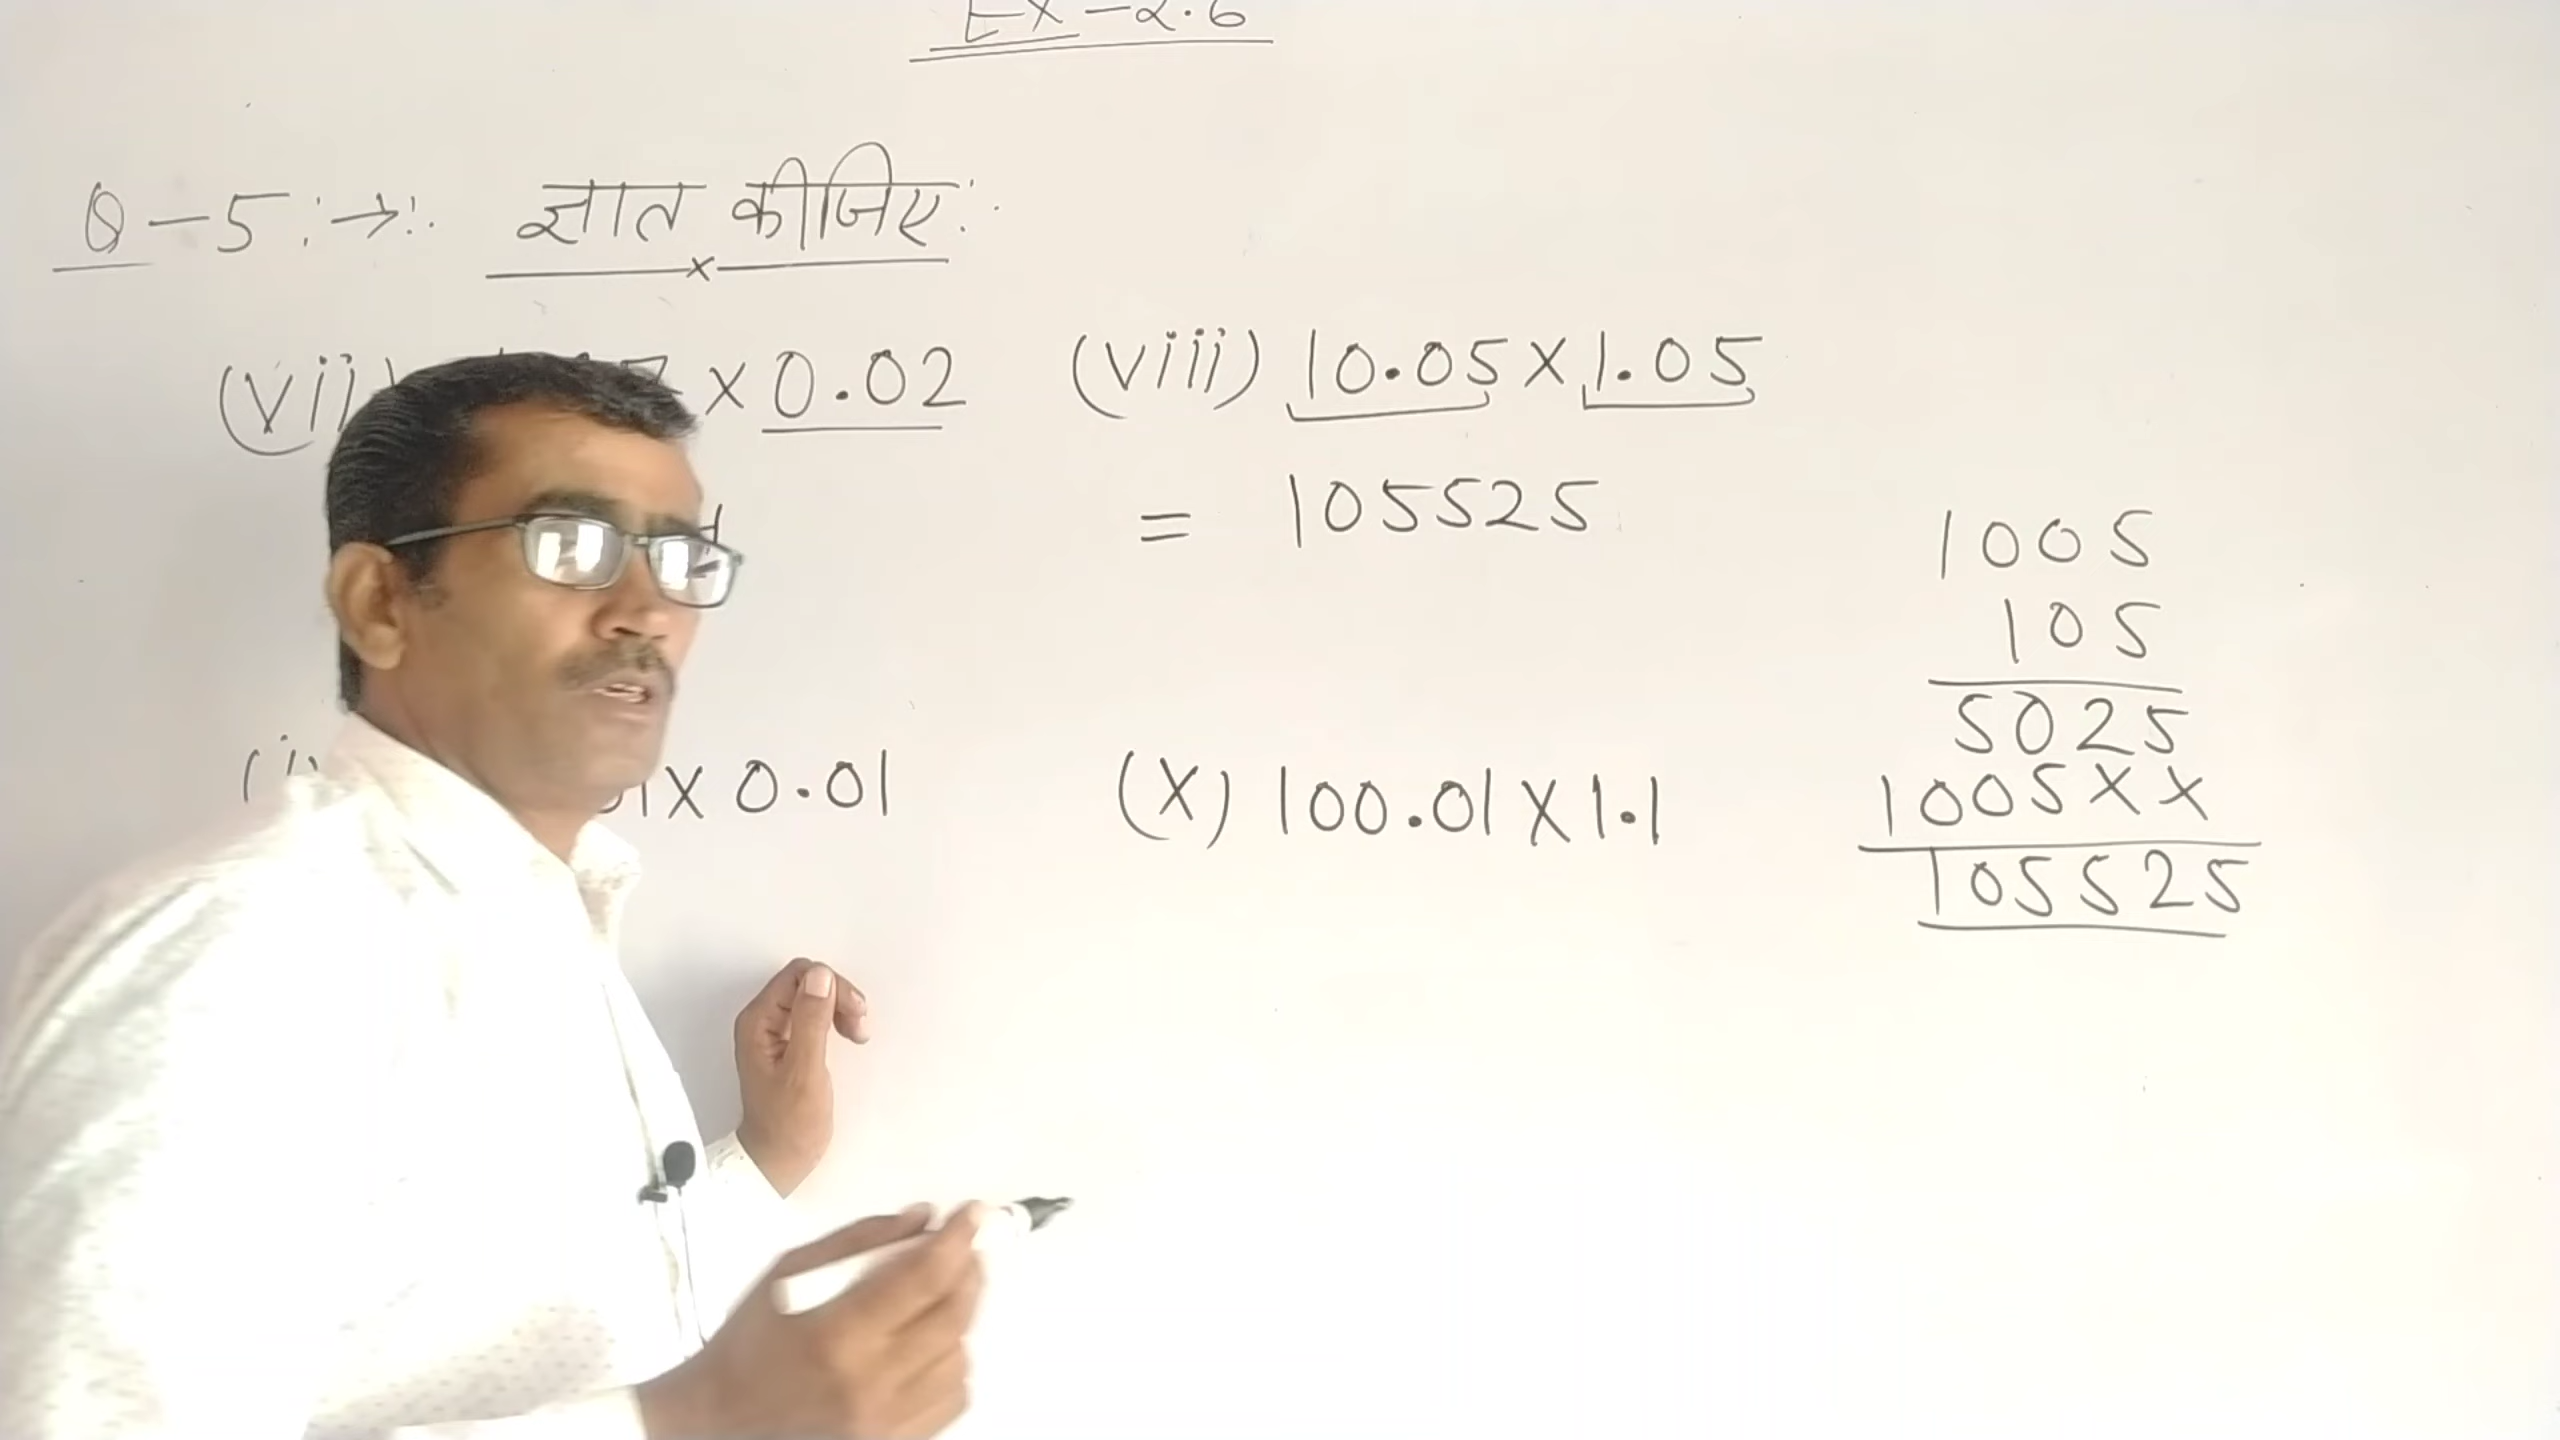 Ex - 2.6
Q - 5 :→:. ज्ञात कीजिए :
(vii) × 0.02
(viii) 10.05 × 1.05
= 105525
× 0.01
(x) 100.01 × 1.1
1005
105
5025
1005××
105525